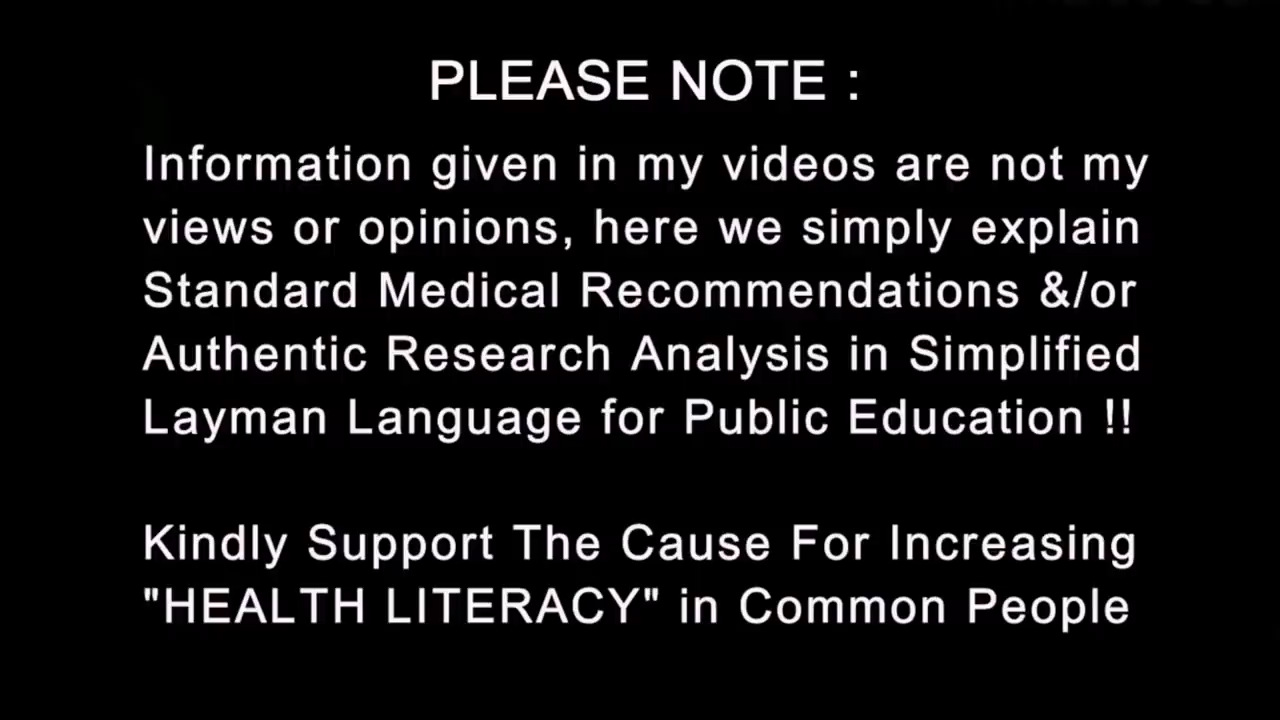 PLEASE NOTE :
Information given in my videos are not my
views or opinions, here we simply explain
Standard Medical Recommendations &/or
Authentic Research Analysis in Simplified
Layman Language for Public Education !!
Kindly Support The Cause For Increasing
"HEALTH LITERACY" in Common People